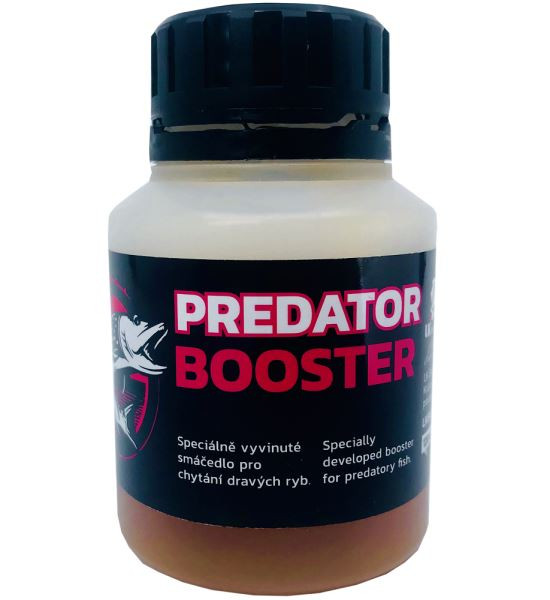 PREDATOR
BOOSTER
Speciálně vyvinuté
smáčedlo pro
chytání dravých ryb.
Specially
developed booster
for predatory fish.